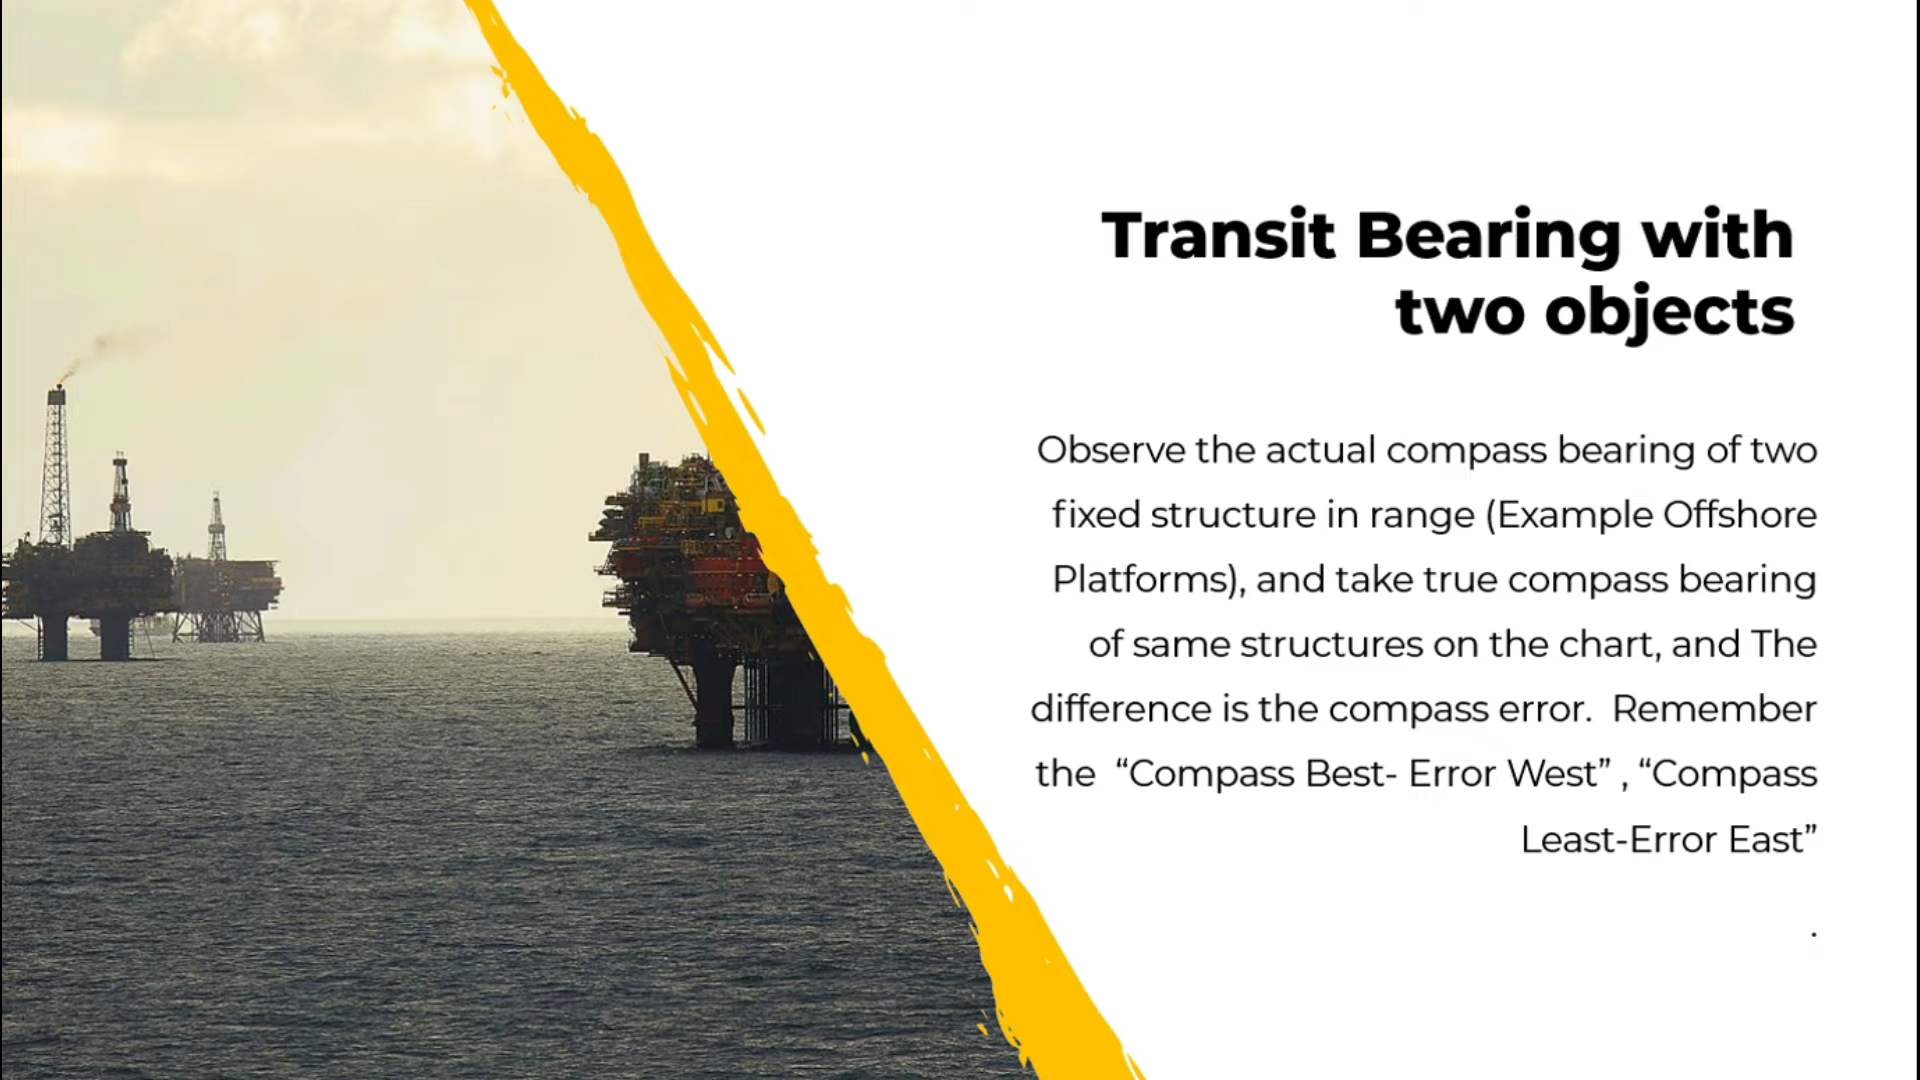 Transit Bearing with
two objects
Observe the actual compass bearing of two
fixed structure in range (Example Offshore
Platforms), and take true compass bearing
of same structures on the chart, and The
difference is the compass error.  Remember
the  “Compass Best- Error West” , “Compass
Least-Error East”
.